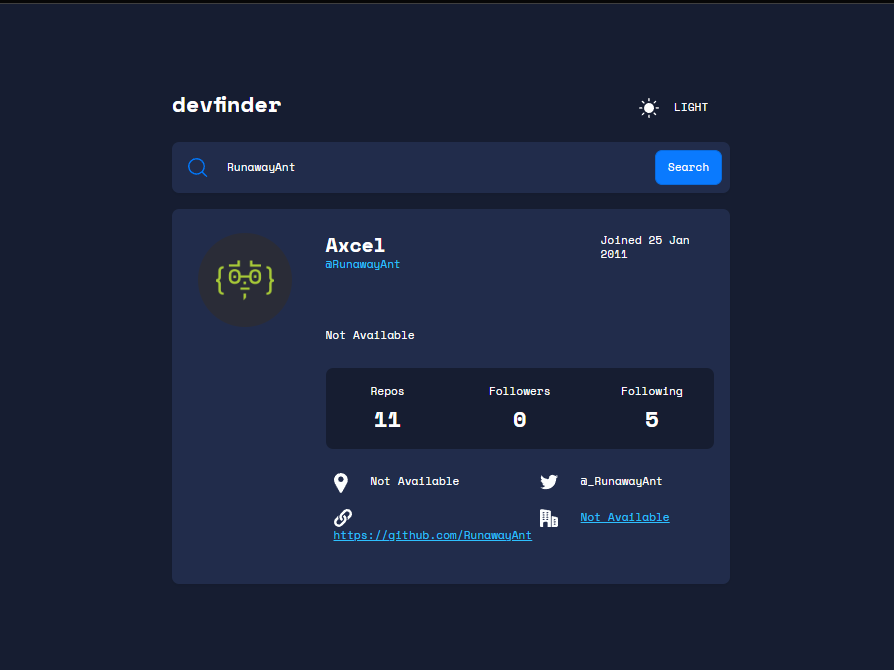 devfinder
LIGHT
RunawayAnt
Search
Axcel
@RunawayAnt
Joined 25 Jan
2011
Not Available
Repos
Followers
Following
11
0
5
Not Available
@_RunawayAnt
Not Available
https://github.com/RunawayAnt